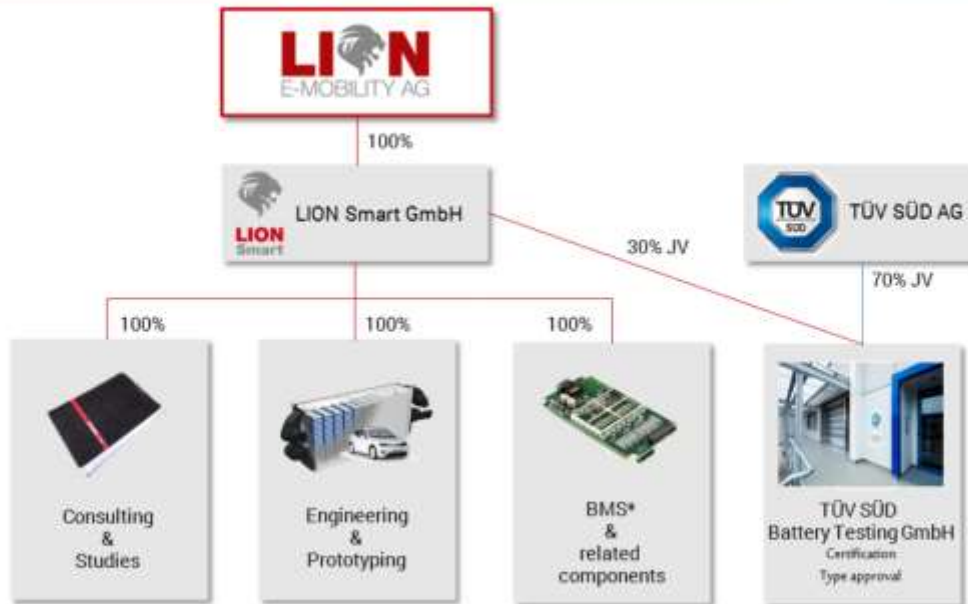 LION
E-MOBILITY AG
100%
LION
Smart
LION Smart GmbH
TÜV
SÜD
TÜV SÜD AG
30% JV
70% JV
100%
100%
100%
Consulting
&
Studies
Engineering
&
Prototyping
BMS*
&
related
components
TÜV SÜD
Battery Testing GmbH
Certification
Type approval